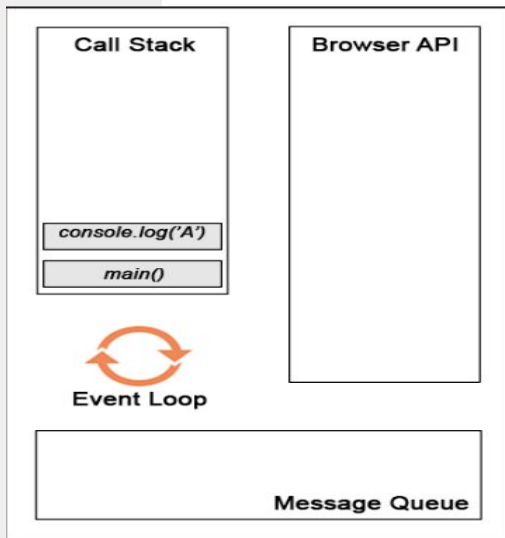 Call Stack
Browser API
console.log('A')
main()
Event Loop
Message Queue